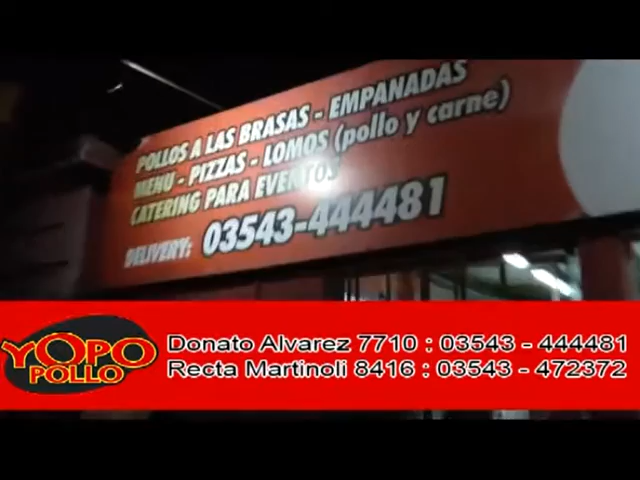 POLLOS A LAS BRASAS - EMPANADAS
MENU - PIZZAS - LOMOS (pollo y carne)
CATERING PARA EVENTOS
DELIVERY: 03543-444481
YOPO
POLLO
Donato Alvarez 7710 : 03543 - 444481
Recta Martinoli 8416 : 03543 - 472372